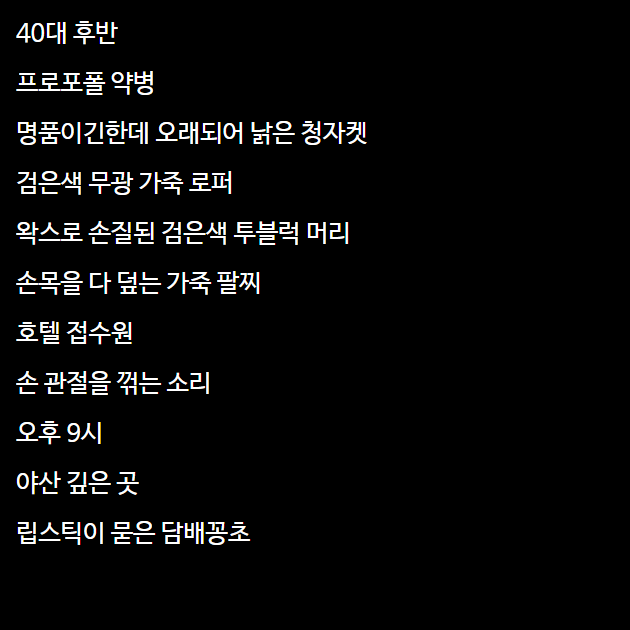 40대 후반
프로포폴 약병
명품이긴한데 오래되어 낡은 청자켓
검은색 무광 가죽 로퍼
왁스로 손질된 검은색 투블럭 머리
손목을 다 덮는 가죽 팔찌
호텔 접수원
손 관절을 꺾는 소리
오후 9시
야산 깊은 곳
립스틱이 묻은 담배꽁초